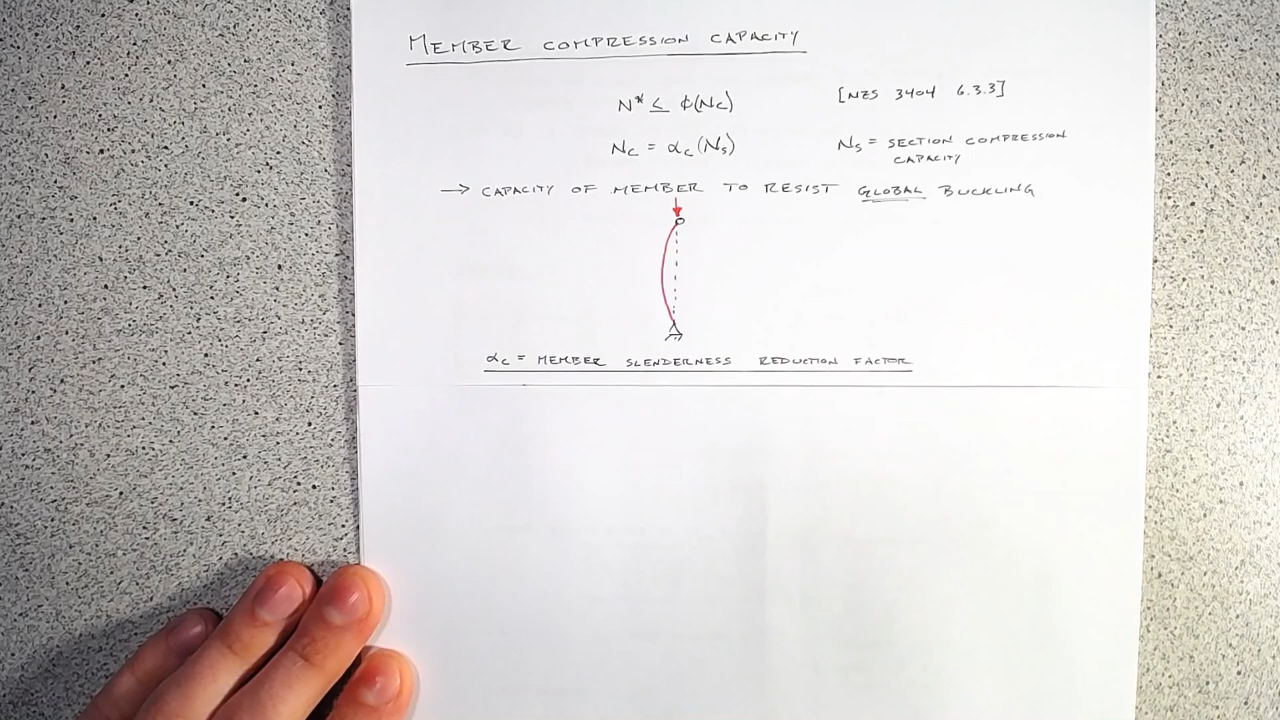 MEMBER COMPRESSION CAPACITY
N* ≤ φ(Nc) [NZS 3404 6.3.3]
Nc = αc(Ns) Ns = SECTION COMPRESSION
CAPACITY
→ CAPACITY OF MEMBER TO RESIST GLOBAL BUCKLING
αc = MEMBER SLENDERNESS REDUCTION FACTOR